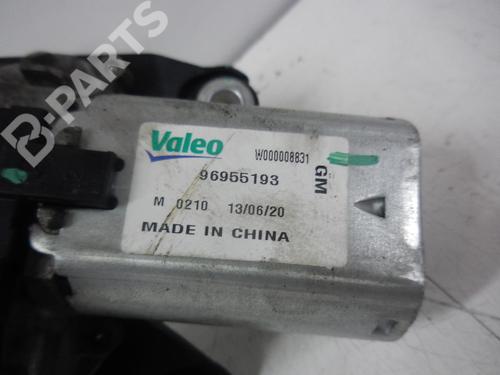 B-PARTS
Valeo
W000008831
96955193
GM
M 0210 13/06/20
MADE IN CHINA